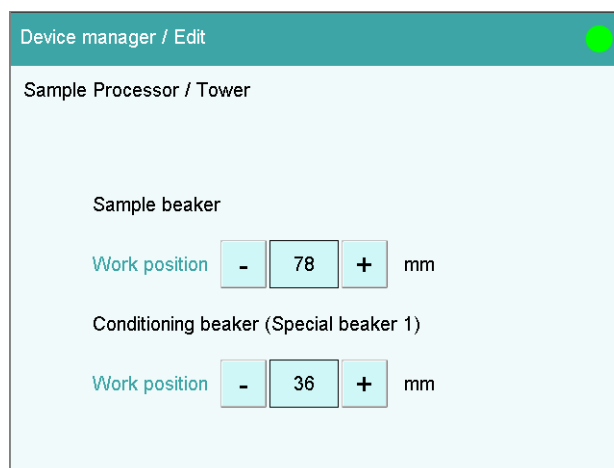 Device manager / Edit
Sample Processor / Tower
Sample beaker
Work position - 78 + mm
Conditioning beaker (Special beaker 1)
Work position - 36 + mm